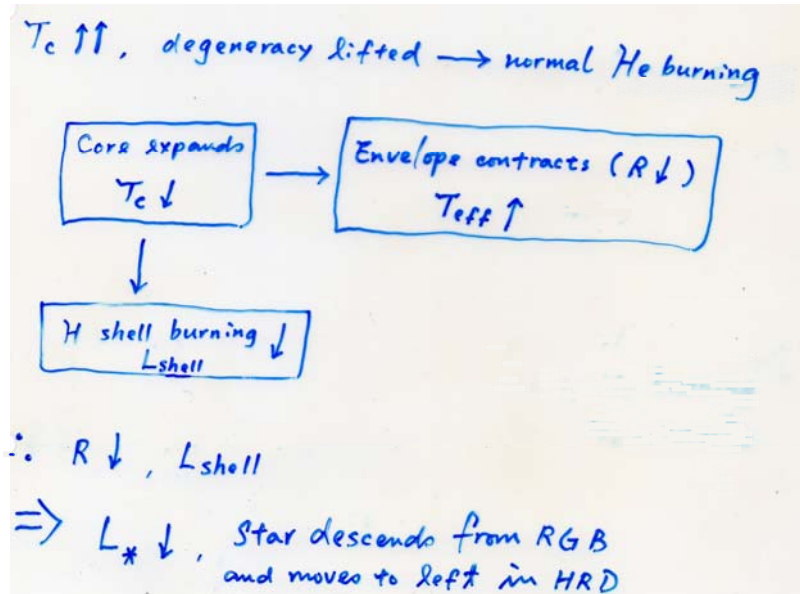 Tc ↑↑, degeneracy lifted → normal He burning
Core expands
Tc ↓
Envelope contracts (R ↓)
Teff ↑
H shell burning ↓
Lshell
∴ R ↓, Lshell
⇒ L* ↓, Star descends from RGB
and moves to left in HRD